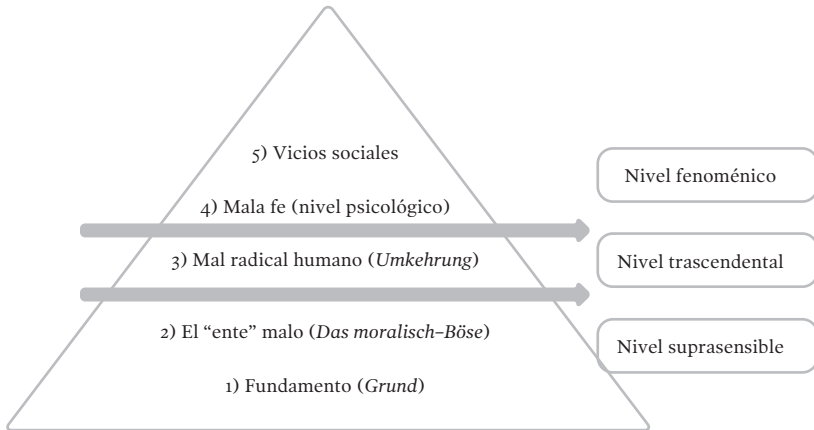 5) Vicios sociales
Nivel fenoménico
4) Mala fe (nivel psicológico)
3) Mal radical humano (Umkehrung)
Nivel trascendental
2) El “ente” malo (Das moralisch–Böse)
Nivel suprasensible
1) Fundamento (Grund)